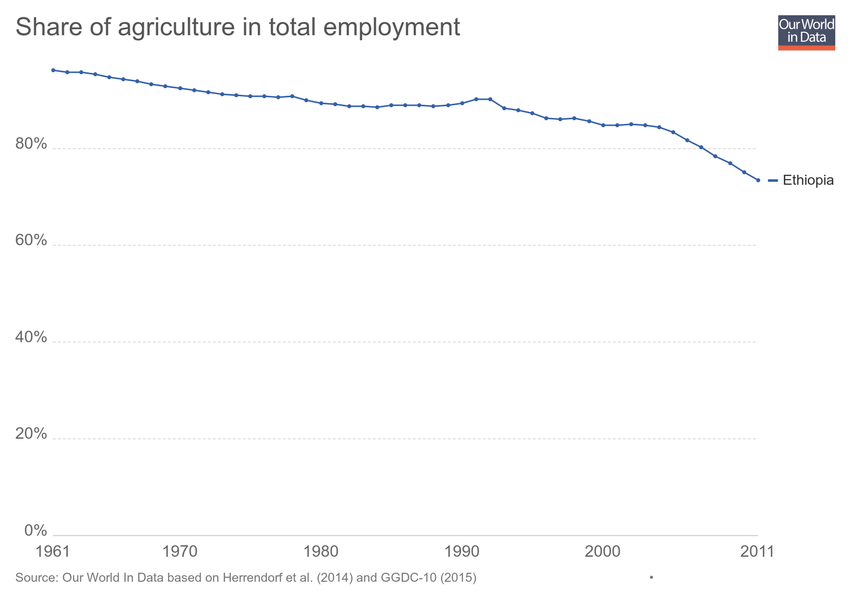 Share of agriculture in total employment
Our World
in Data
80%
Ethiopia
60%
40%
20%
0%
1961 1970 1980 1990 2000 2011
Source: Our World In Data based on Herrendorf et al. (2014) and GGDC-10 (2015)